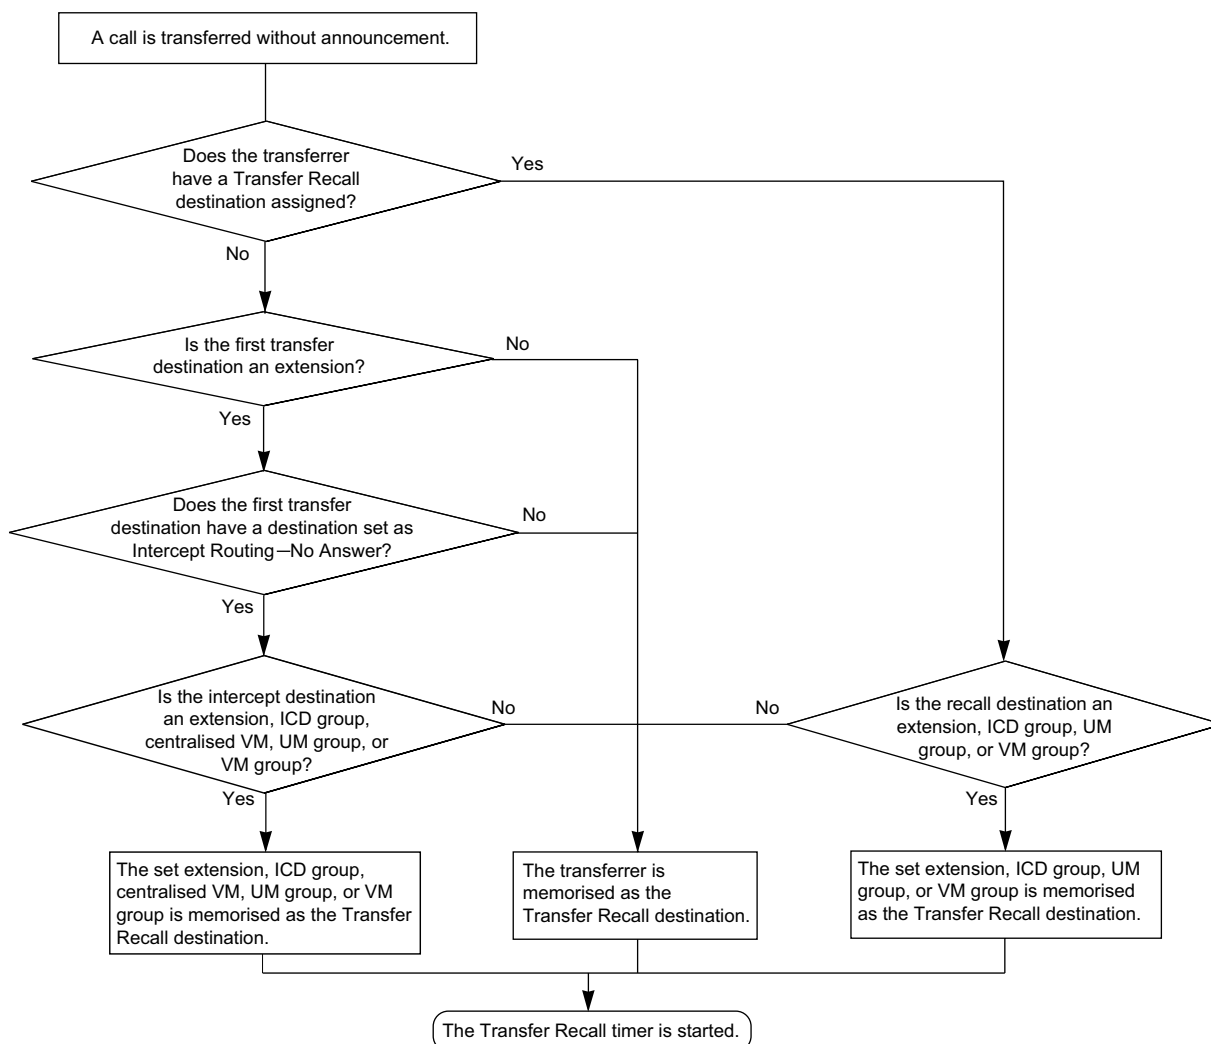 A call is transferred without announcement.
Does the transferrer
have a Transfer Recall
destination assigned?
Yes
No
Is the first transfer
destination an extension?
No
Yes
Does the first transfer
destination have a destination set as
Intercept Routing—No Answer?
No
Yes
Is the intercept destination
an extension, ICD group,
centralised VM, UM group, or
VM group?
No
No
Is the recall destination an
extension, ICD group, UM
group, or VM group?
Yes
Yes
The set extension, ICD group,
centralised VM, UM group, or VM
group is memorised as the Transfer
Recall destination.
The transferrer is
memorised as the
Transfer Recall destination.
The set extension, ICD group, UM
group, or VM group is memorised
as the Transfer Recall destination.
The Transfer Recall timer is started.